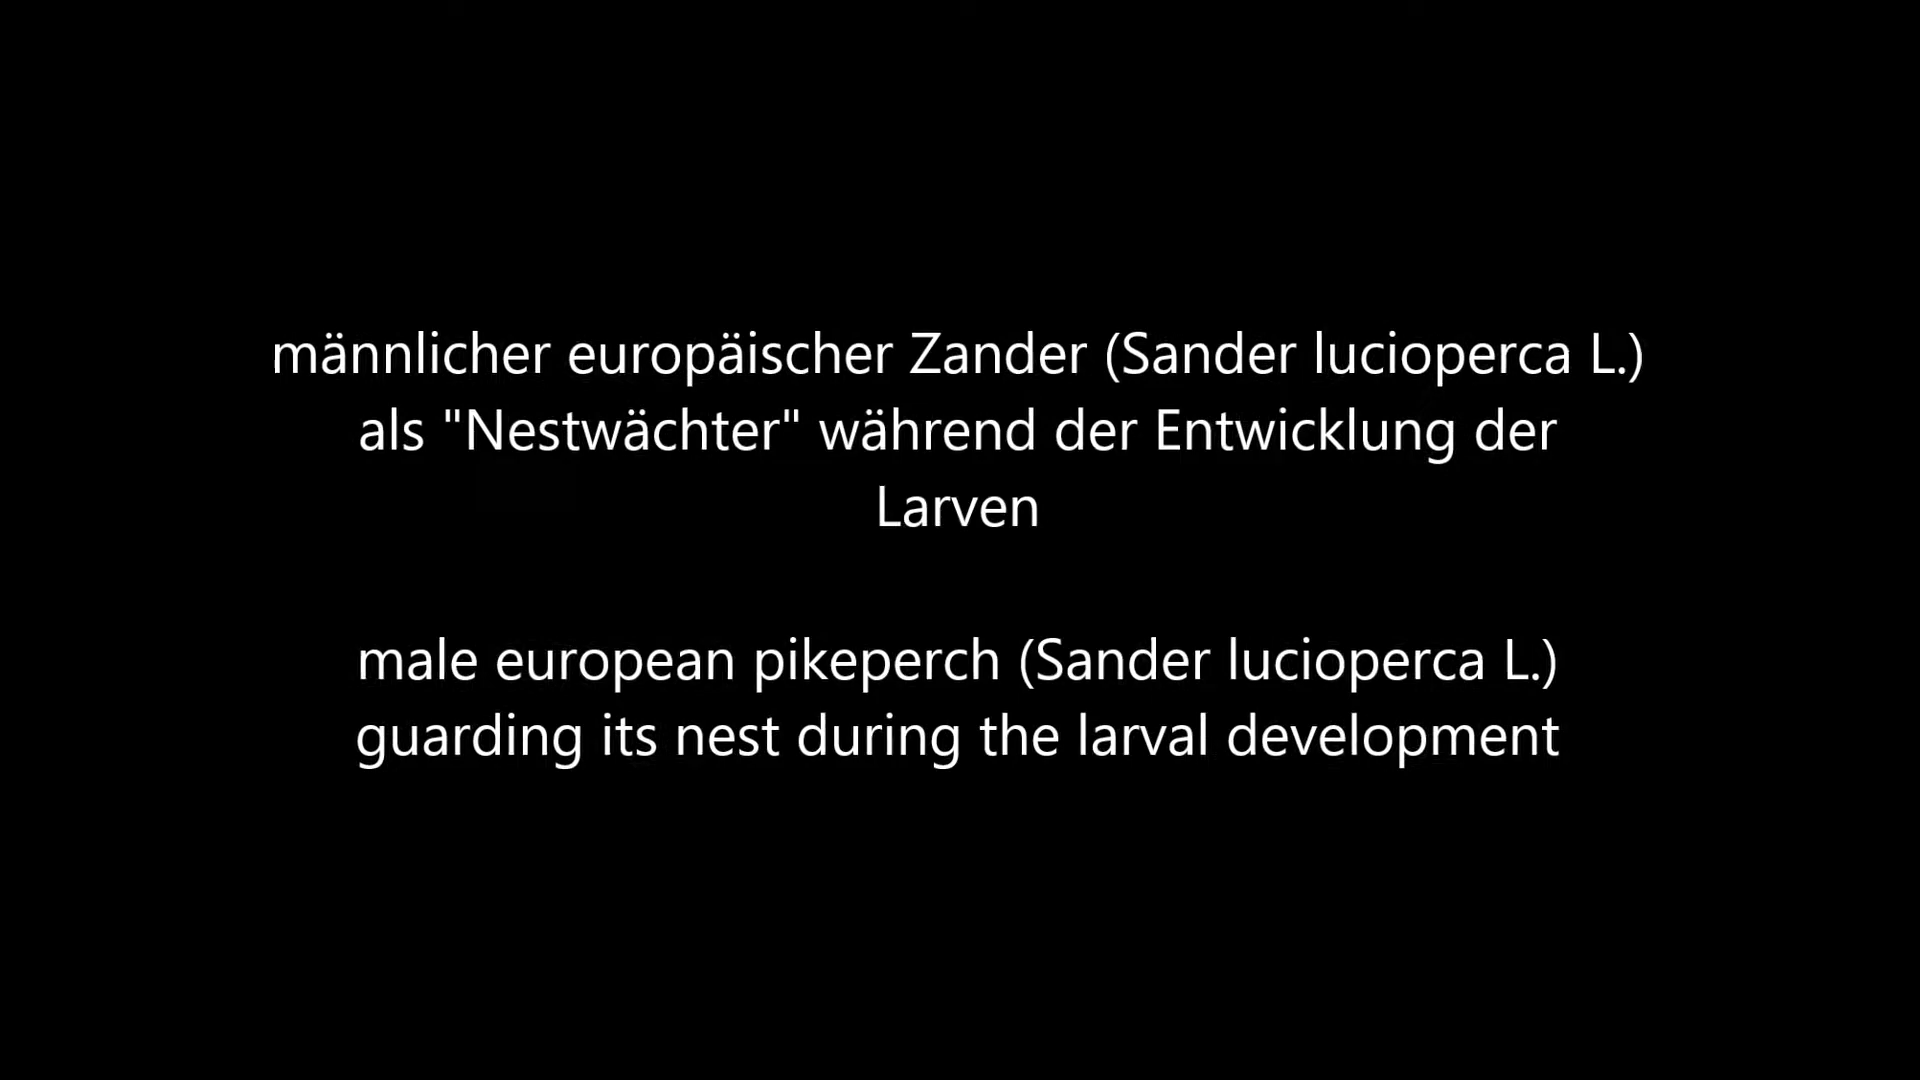 männlicher europäischer Zander (Sander lucioperca L.)
als "Nestwächter" während der Entwicklung der
Larven
male european pikeperch (Sander lucioperca L.)
guarding its nest during the larval development